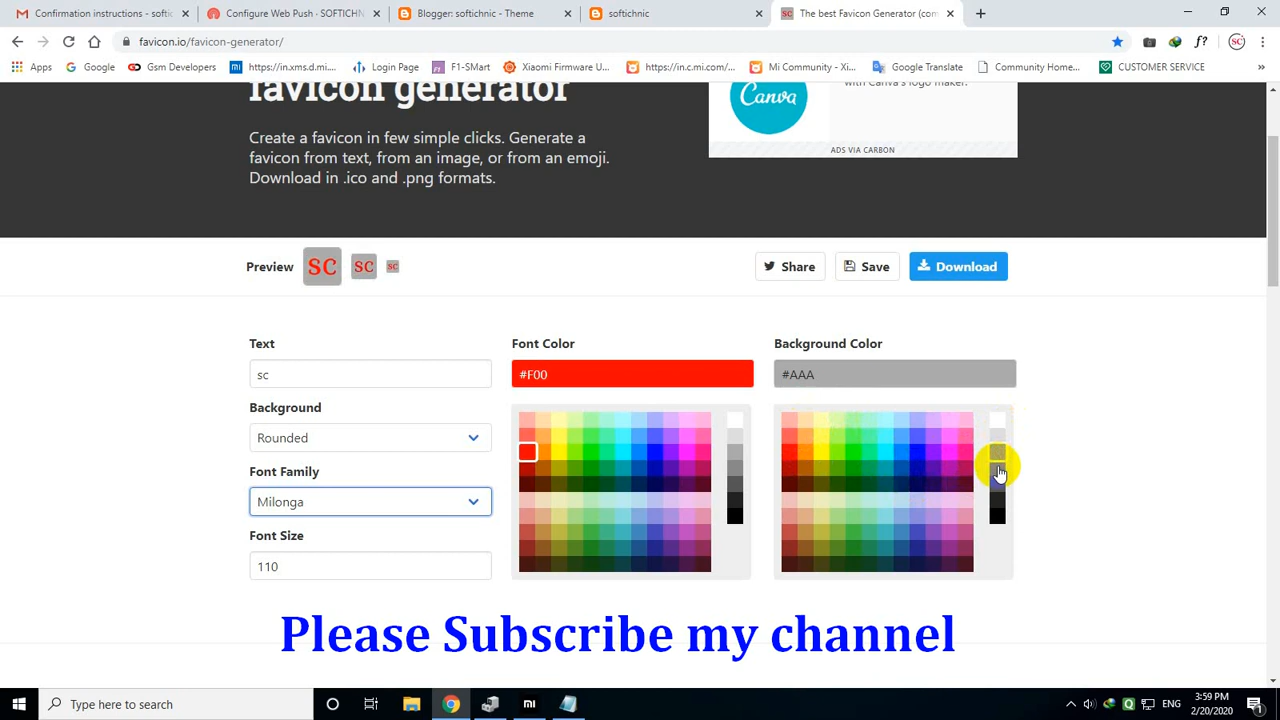 Confirmation instructions - softic
Configure Web Push · SOFTICHN
Blogger: softichnic - Theme
softichnic
The best Favicon Generator (com
favicon.io/favicon-generator/
Apps
Google
Gsm Developers
https://in.xms.d.mi....
Login Page
F1-SMart
Xiaomi Firmware U...
https://in.c.mi.com/...
Mi Community - Xi...
Google Translate
Community Home...
CUSTOMER SERVICE
favicon generator
Create a favicon in few simple clicks. Generate a
favicon from text, from an image, or from an emoji.
Download in .ico and .png formats.
Canva
with Canva's logo maker.
ADS VIA CARBON
Preview
SC
SC
SC
Share
Save
Download
Text
sc
Background
Rounded
Font Family
Milonga
Font Size
110
Font Color
#F00
Background Color
#AAA
Please Subscribe my channel
Type here to search
ENG
3:59 PM
2/20/2020